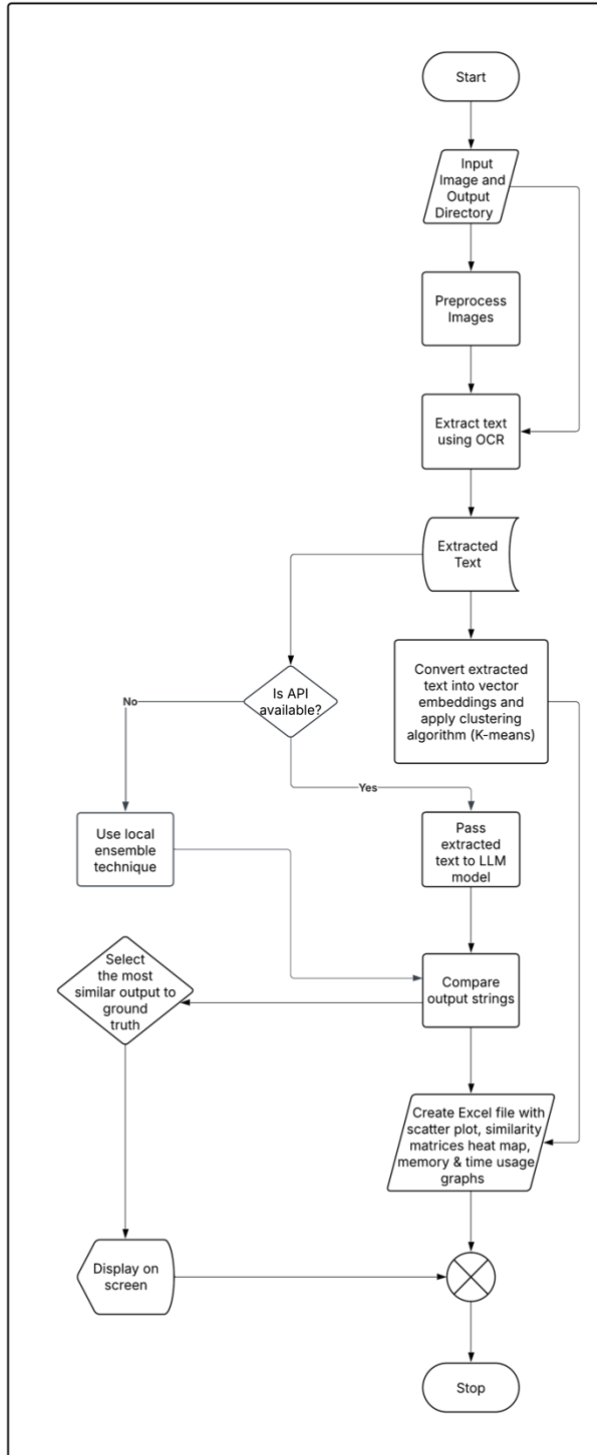 Start
Input
Image and
Output
Directory
Preprocess
Images
Extract text
using OCR
Extracted
Text
Is API
available?
No
Yes
Convert extracted
text into vector
embeddings and
apply clustering
algorithm (K-means)
Use local
ensemble
technique
Pass
extracted
text to LLM
model
Select
the most
similar output to
ground
truth
Compare
output strings
Create Excel file with
scatter plot, similarity
matrices heat map,
memory & time usage
graphs
Display on
screen
Stop